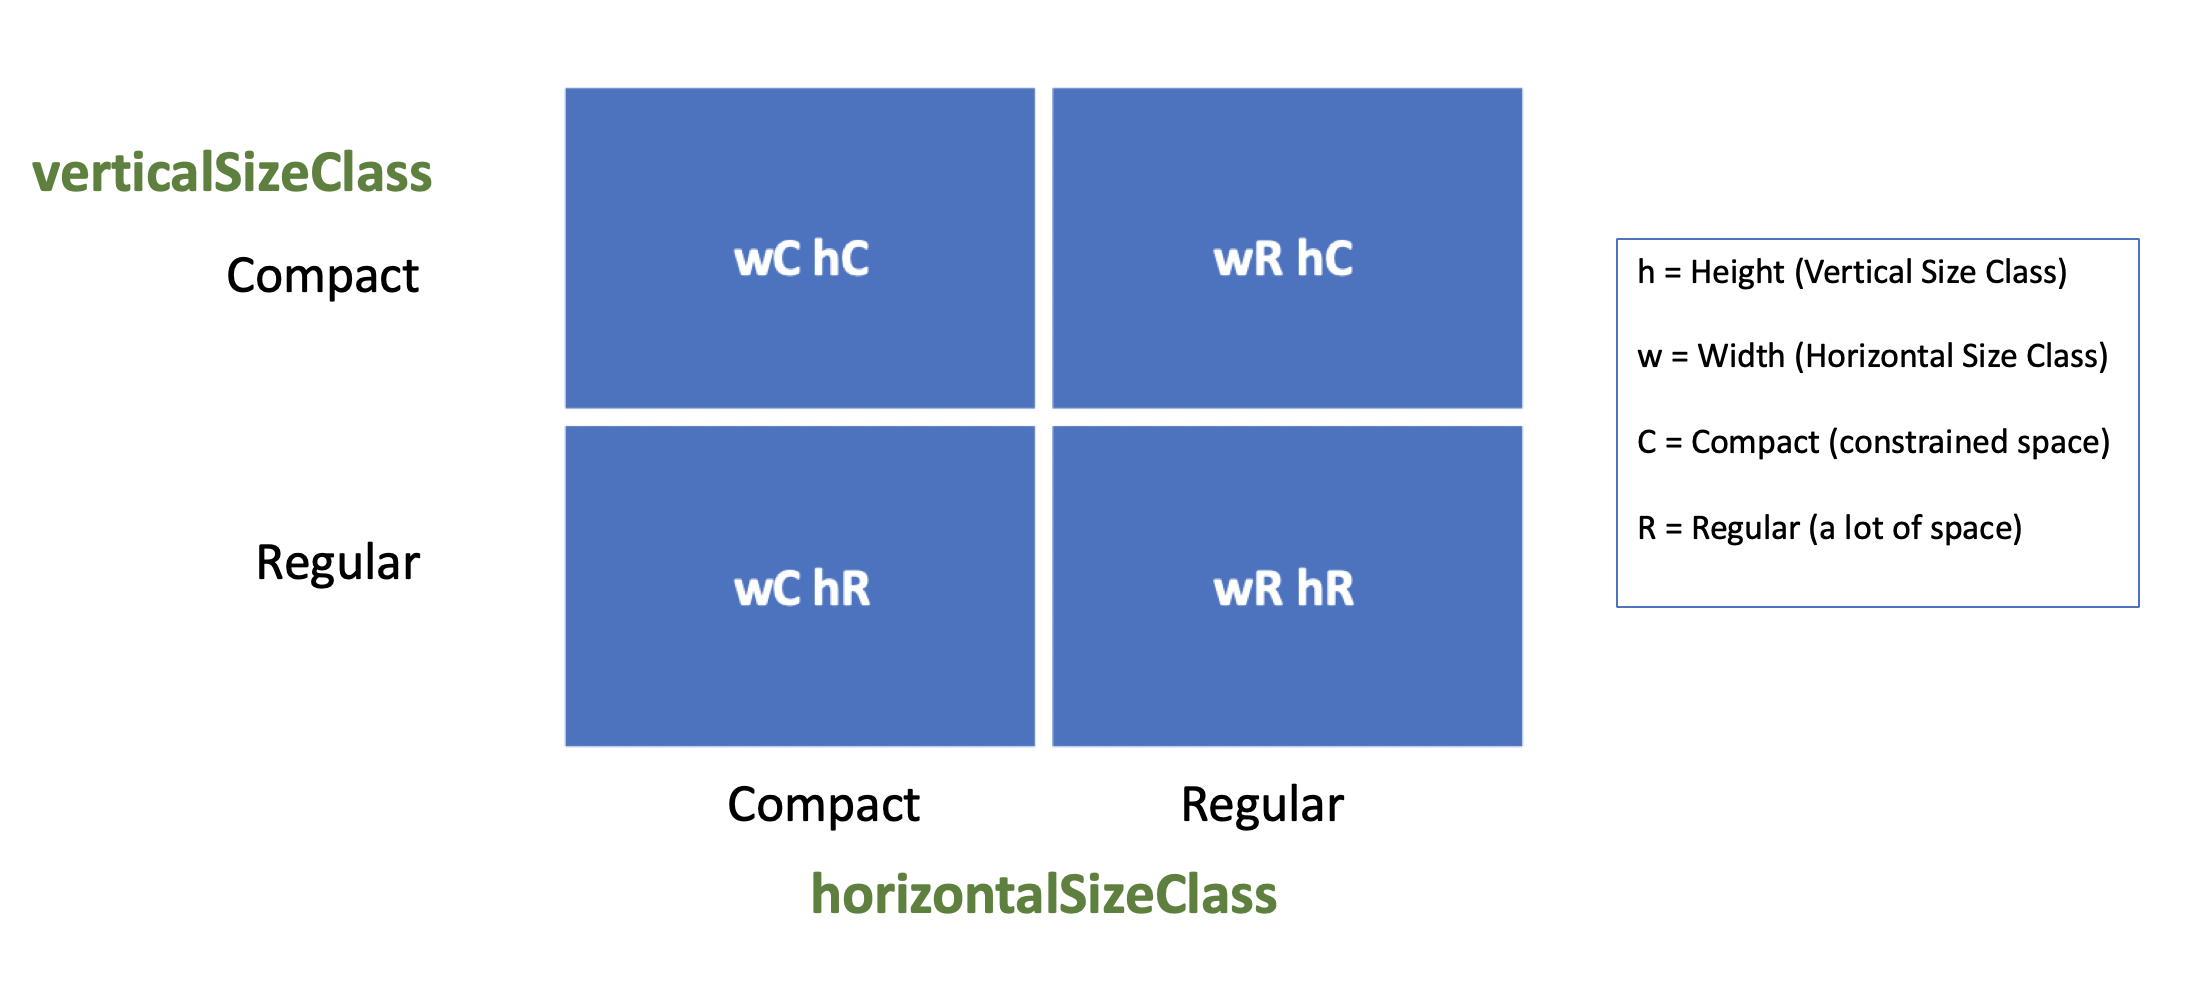 verticalSizeClass
Compact
wC hC
wR hC
Regular
wC hR
wR hR
Compact
Regular
horizontalSizeClass
h = Height (Vertical Size Class)
w = Width (Horizontal Size Class)
C = Compact (constrained space)
R = Regular (a lot of space)